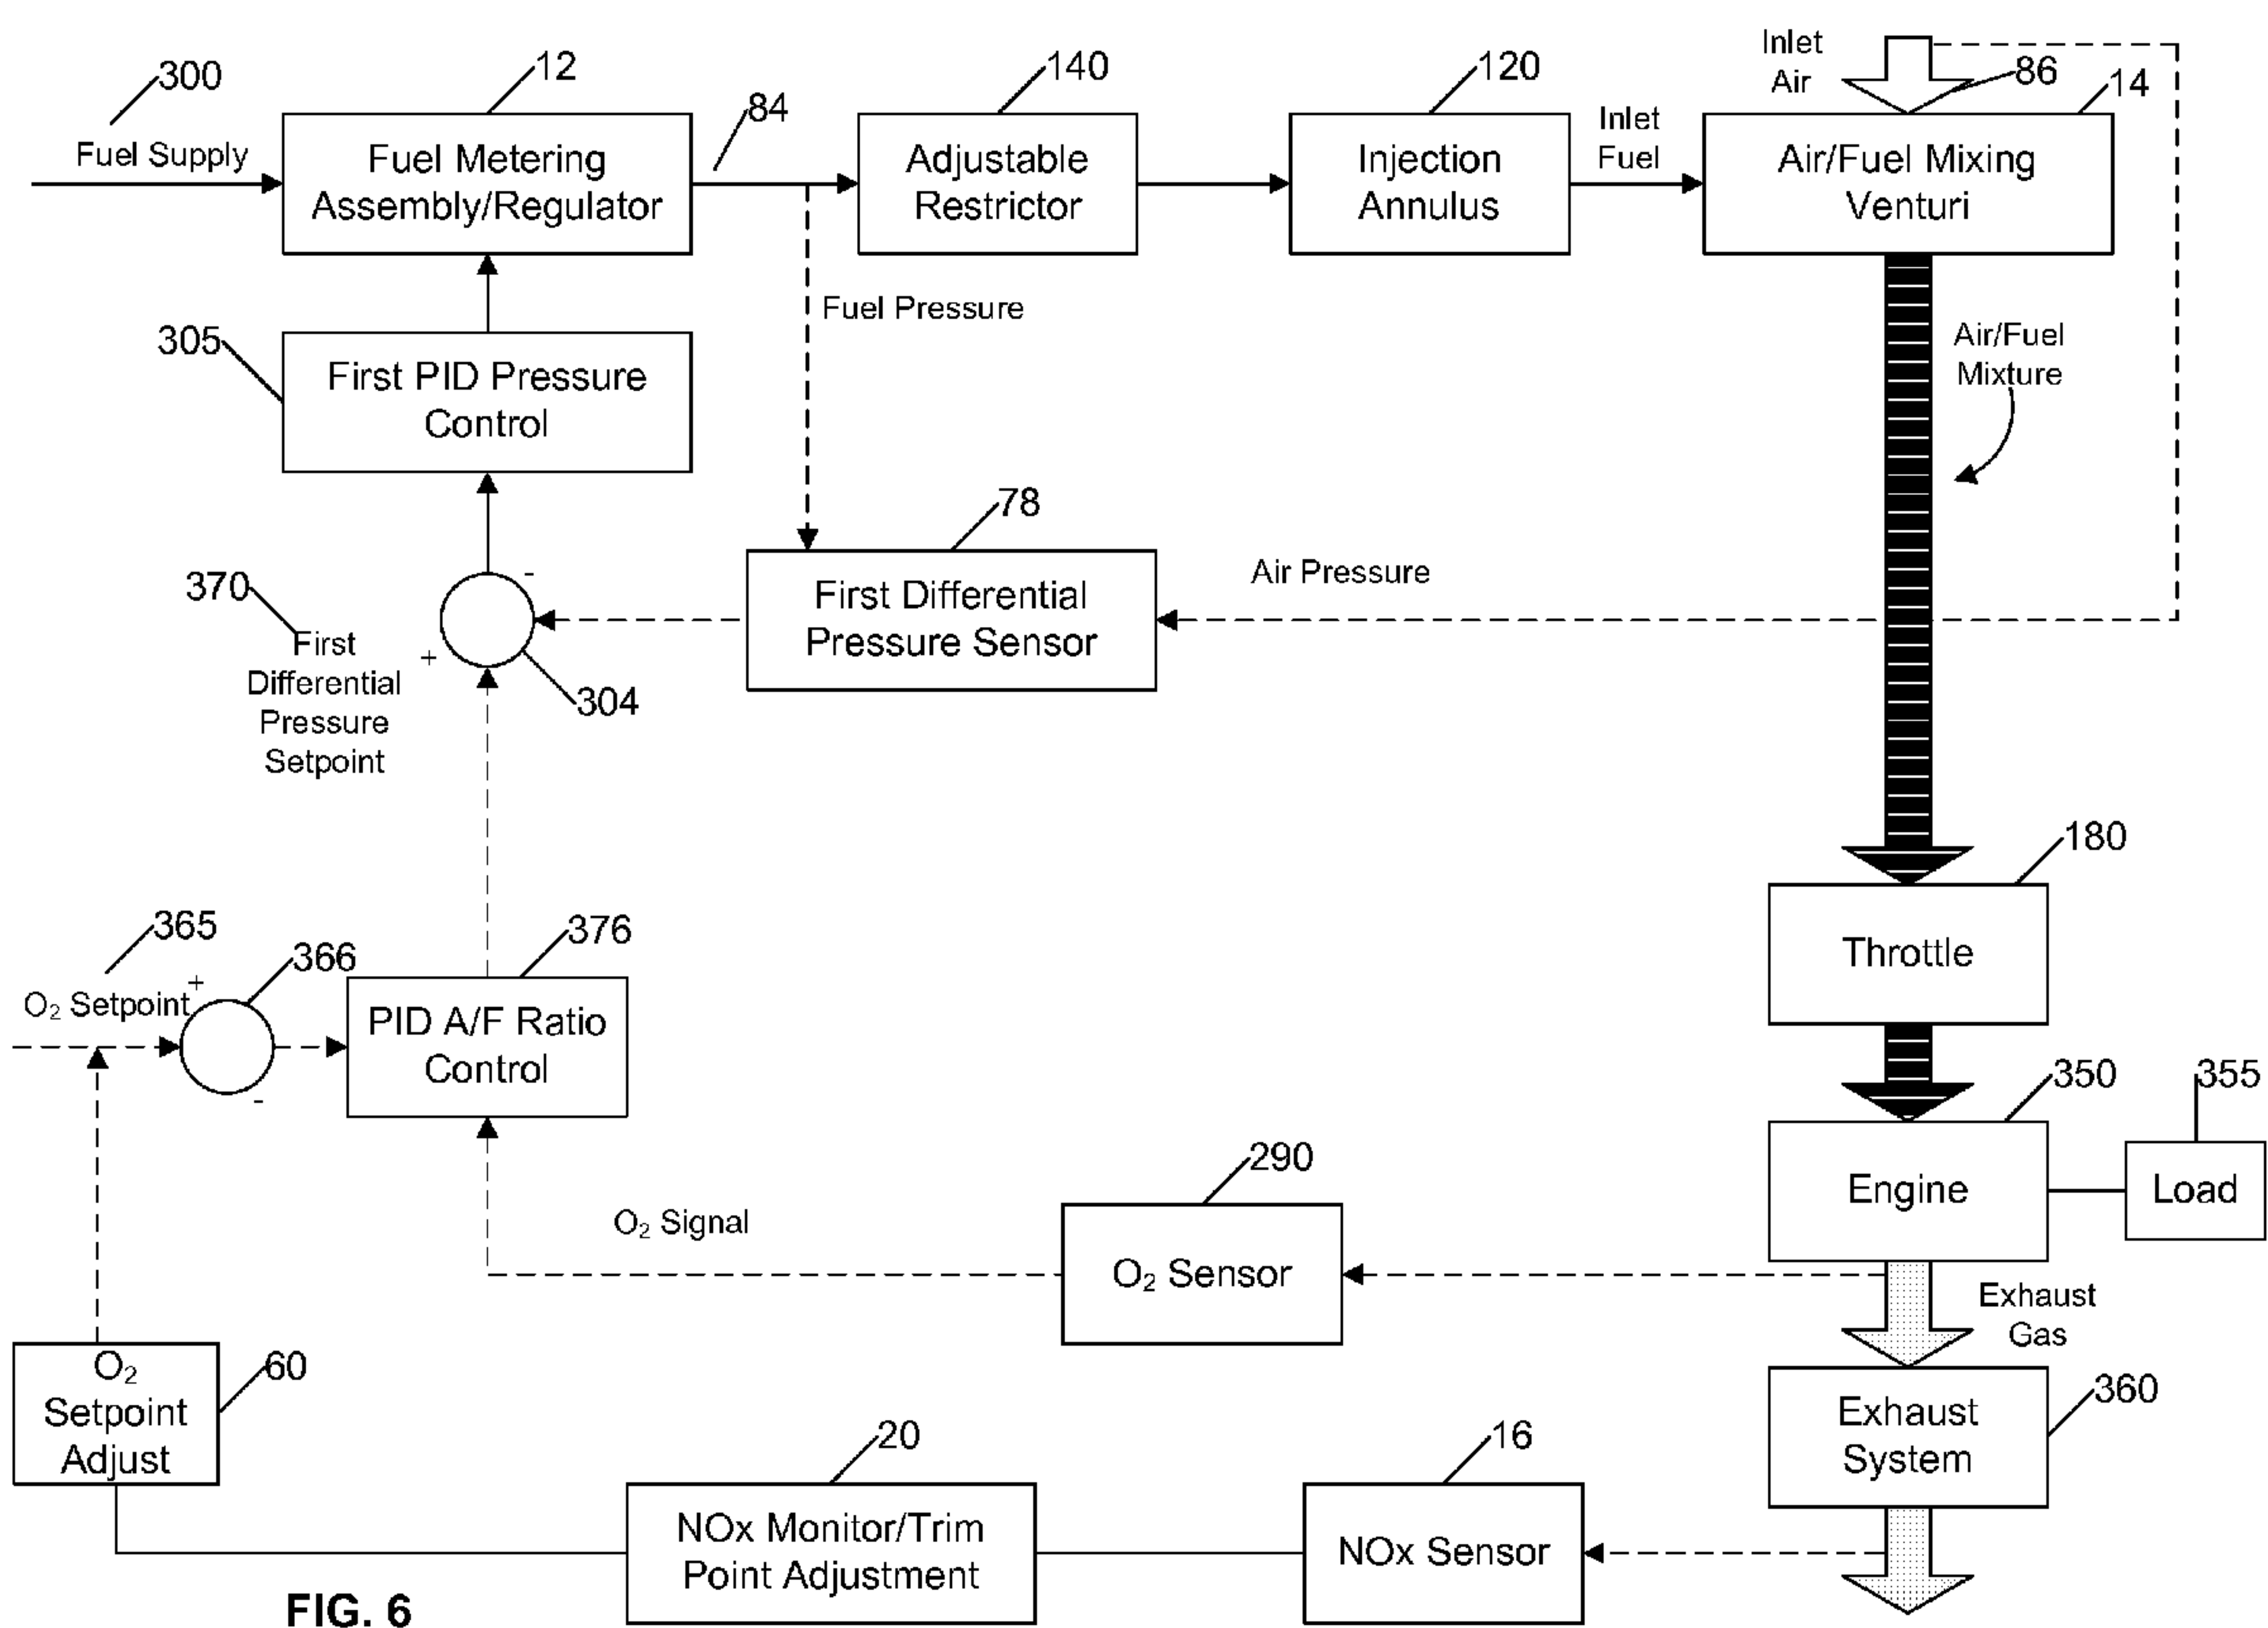 300
12
84
140
120
Inlet
Air
86
14
Fuel Supply
Fuel Metering
Assembly/Regulator
Adjustable
Restrictor
Injection
Annulus
Inlet
Fuel
Air/Fuel Mixing
Venturi
305
First PID Pressure
Control
Fuel Pressure
Air/Fuel
Mixture
370
First
Differential
Pressure
Setpoint
-
+
304
78
First Differential
Pressure Sensor
Air Pressure
180
Throttle
365
O₂ Setpoint
+
-
366
376
PID A/F Ratio
Control
350
Engine
355
Load
290
O₂ Signal
O₂ Sensor
Exhaust
Gas
O₂
Setpoint
Adjust
60
360
Exhaust
System
20
NOx Monitor/Trim
Point Adjustment
16
NOx Sensor
FIG. 6